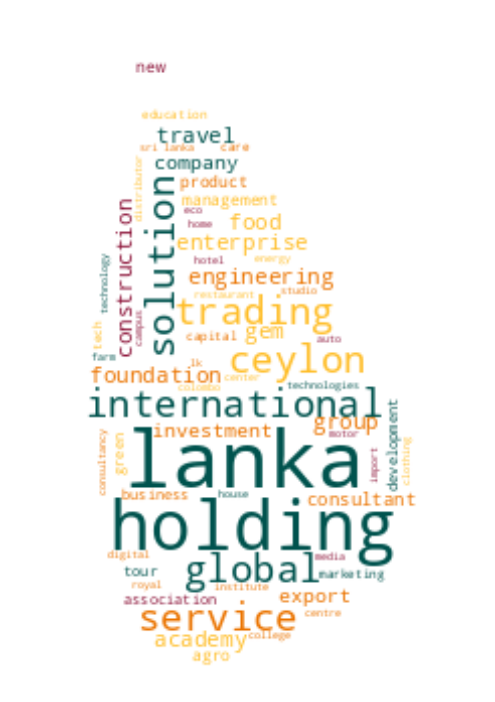 new
education
travel
sri lanka
care
company
distributor
product
solution
management
construction
eco
food
home
enterprise
hotel
energy
technology
engineering
restaurant
studio
trading
campus
tech
capital
gem
auto
farm
lk
ceylon
foundation
center
colombo
technologies
international
group
development
investment
motor
consultancy
green
lanka
import
clothing
business
house
consultant
holding
digital
media
tour
global
marketing
royal
institute
association
export
service
centre
academy
college
agro